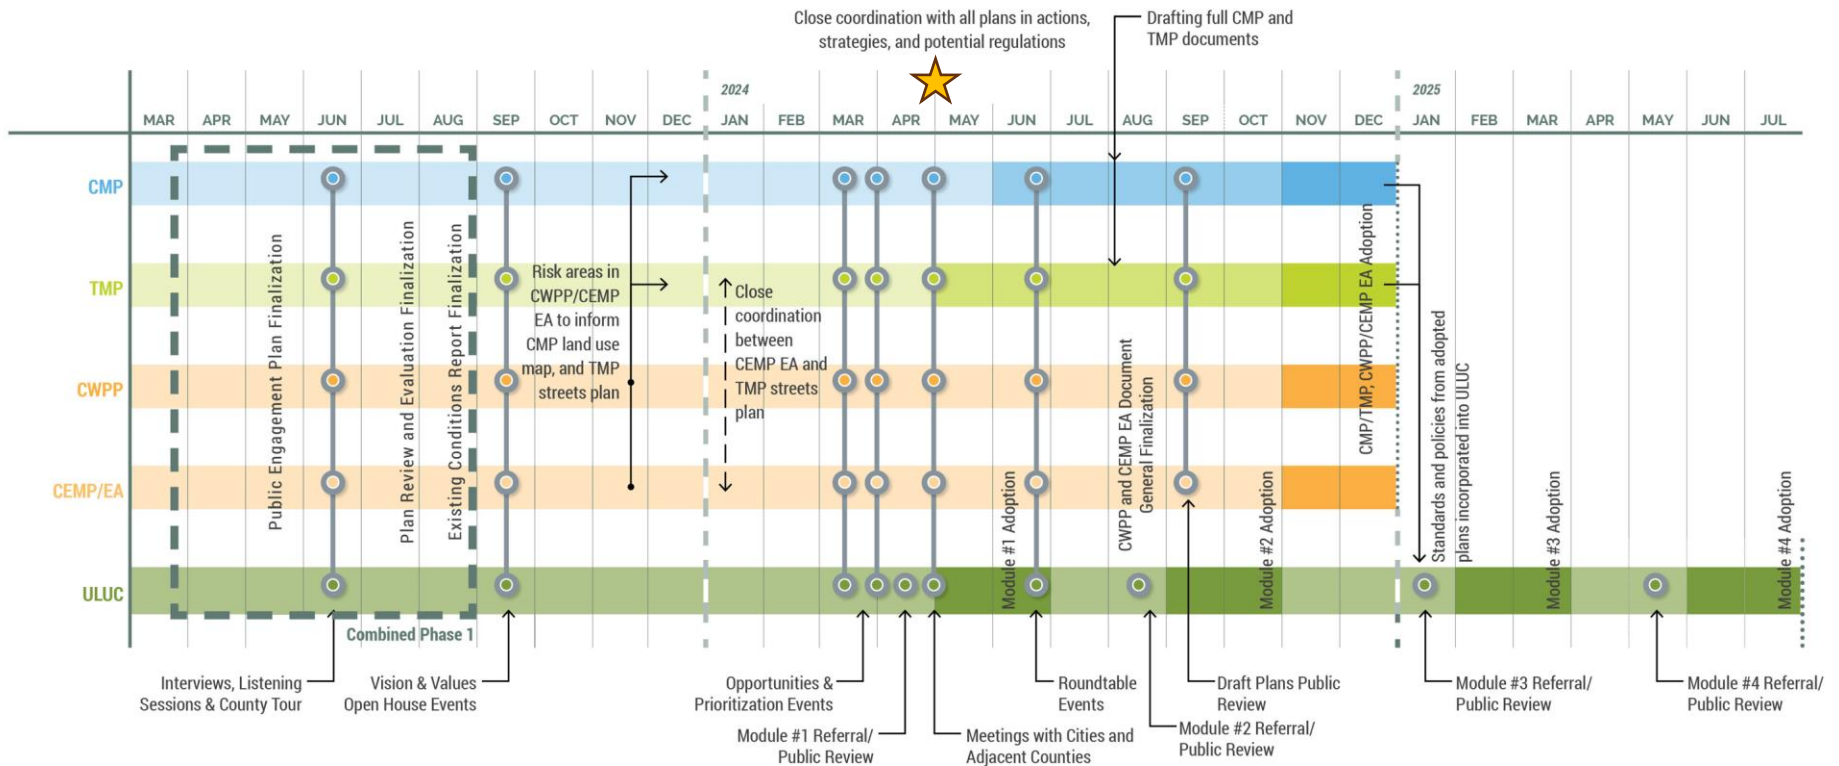 Close coordination with all plans in actions,
strategies, and potential regulations
Drafting full CMP and
TMP documents
2024
2025
MAR APR MAY JUN JUL AUG SEP OCT NOV DEC JAN FEB MAR APR MAY JUN JUL AUG SEP OCT NOV DEC JAN FEB MAR APR MAY JUN JUL
CMP
TMP
CWPP
CEMP/EA
ULUC
Public Engagement Plan Finalization
Plan Review and Evaluation Finalization
Existing Conditions Report Finalization
Risk areas in
CWPP/CEMP
EA to inform
CMP land use
map, and TMP
streets plan
Close
coordination
between
CEMP EA and
TMP streets
plan
Module #1 Adoption
CWPP and CEMP EA Document
General Finalization
Module #2 Adoption
CMP/TMP, CWPP/CEMP EA Adoption
Standards and policies from adopted
plans incorporated into ULUC
Module #3 Adoption
Module #4 Adoption
Combined Phase 1
Interviews, Listening
Sessions & County Tour
Vision & Values
Open House Events
Opportunities &
Prioritization Events
Module #1 Referral/
Public Review
Meetings with Cities and
Adjacent Counties
Roundtable
Events
Module #2 Referral/
Public Review
Draft Plans Public
Review
Module #3 Referral/
Public Review
Module #4 Referral/
Public Review